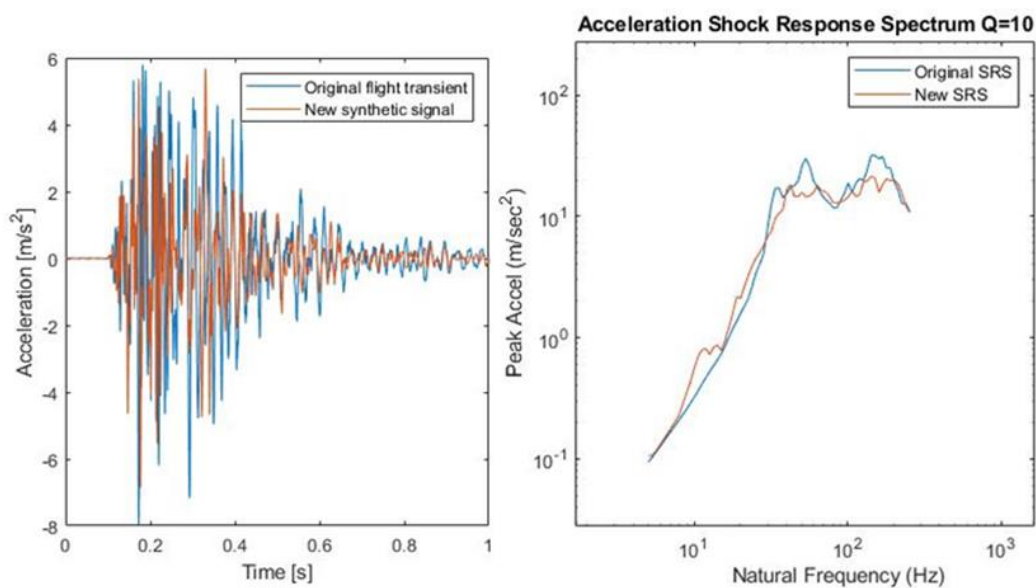 Acceleration Shock Response Spectrum Q=10
Original flight transient
New synthetic signal
Acceleration [m/s²]
6
4
2
0
-2
-4
-6
-8
0
0.2
0.4
0.6
0.8
1
Time [s]
Original SRS
New SRS
Peak Accel (m/sec²)
10²
10¹
10⁰
10⁻¹
10¹
10²
10³
Natural Frequency (Hz)